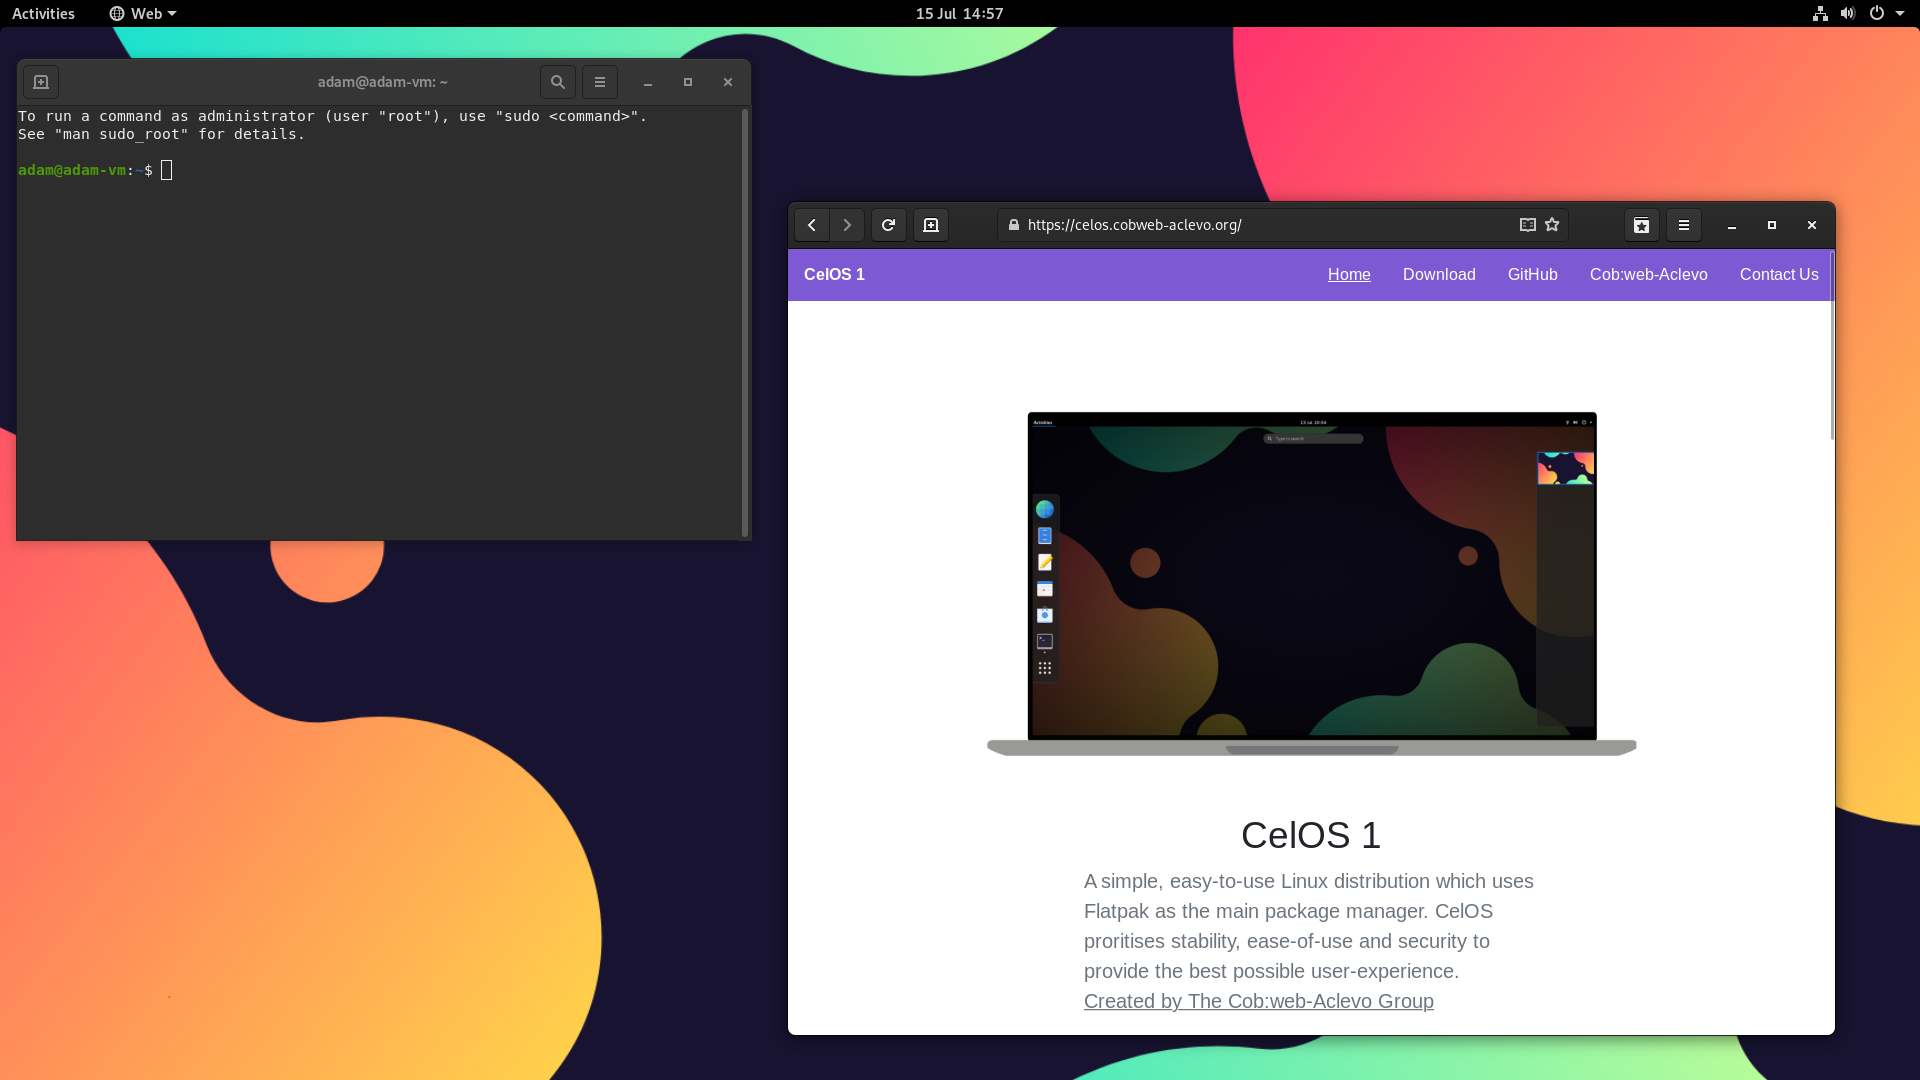 Activities
Web
15 Jul 14:57
adam@adam-vm: ~
To run a command as administrator (user "root"), use "sudo <command>".
See "man sudo_root" for details.
adam@adam-vm:~$
https://celos.cobweb-aclevo.org/
CelOS 1
Home
Download
GitHub
Cob:web-Aclevo
Contact Us
Activities
Type to search
CelOS 1
A simple, easy-to-use Linux distribution which uses
Flatpak as the main package manager. CelOS
proritises stability, ease-of-use and security to
provide the best possible user-experience.
Created by The Cob:web-Aclevo Group